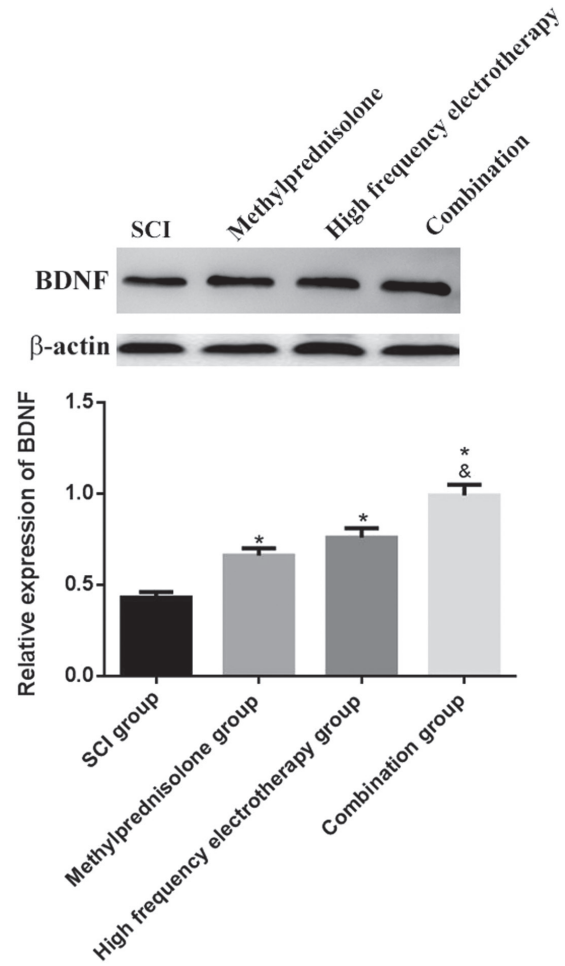 SCI
Methylprednisolone
High frequency electrotherapy
Combination
BDNF
β-actin
Relative expression of BDNF
1.5
1.0
0.5
0.0
*
*
*
&
SCI group
Methylprednisolone group
High frequency electrotherapy group
Combination group